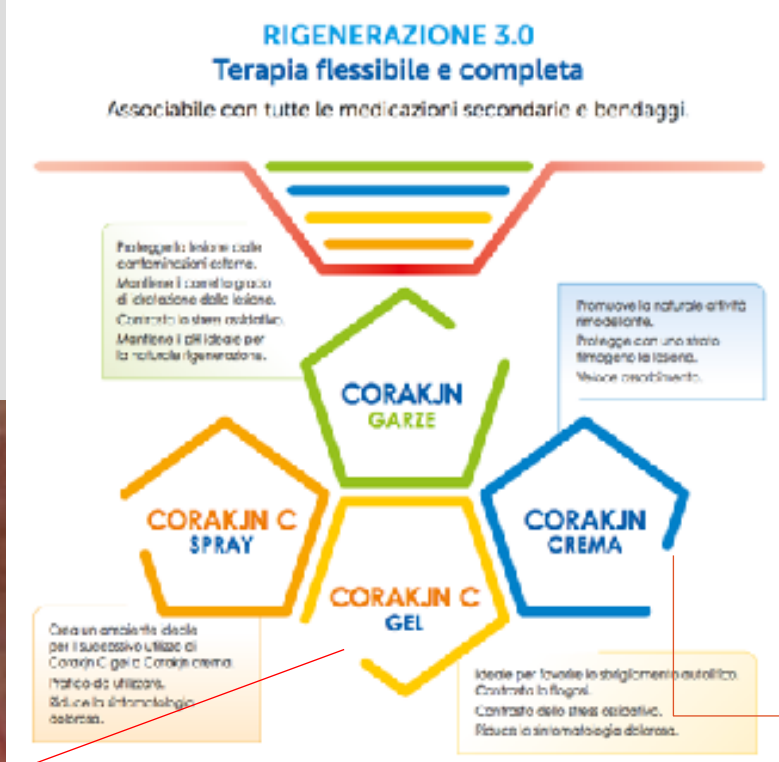 RIGENERAZIONE 3.0
Terapia flessibile e completa
Associabile con tutte le medicazioni secondarie e bendaggi.
Protegge la lesione dalle
contaminazioni esterne.
Mantiene il corretto grado
di idratazione della lesione.
Contrasta lo stress ossidativo.
Mantiene il pH ideale per
la naturale rigenerazione.
Promuove la naturale attività
rimodellante.
Protegge con uno strato
filmogeno la
Veloce assorbimento.
CORAKJN
GARZE
CORAKJN C
SPRAY
CORAKJN
CREMA
CORAKJN C
GEL
Crea un ambiente ideale
per il successivo utilizzo di
Corakjn C gel o Corakjn crema.
Pratico da utilizzare.
Riduce la sintomatologia
dolorosa.
Ideale per favorire lo sbrigliamento autolitico.
Contrasta la flogosi.
Contrasto dello stress ossidativo.
Riduce la sintomatologia dolorosa.